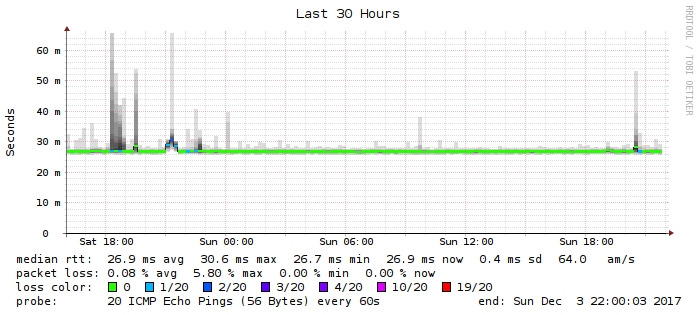 Last 30 Hours
RRDTOOL / TOBI OETIKER
Seconds
60 m
50 m
40 m
30 m
20 m
10 m
0
Sat 18:00 Sun 00:00 Sun 06:00 Sun 12:00 Sun 18:00
median rtt: 26.9 ms avg 30.6 ms max 26.7 ms min 26.9 ms now 0.4 ms sd 64.0 am/s
packet loss: 0.08 % avg 5.80 % max 0.00 % min 0.00 % now
loss color: 0 1/20 2/20 3/20 4/20 10/20 19/20
probe: 20 ICMP Echo Pings (56 Bytes) every 60s end: Sun Dec 3 22:00:03 2017